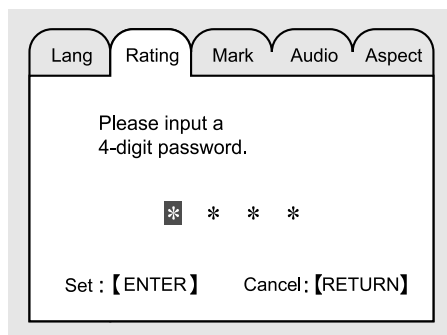 Lang Rating Mark Audio Aspect
Please input a
4-digit password.
* * * *
Set :【ENTER】 Cancel:【RETURN】